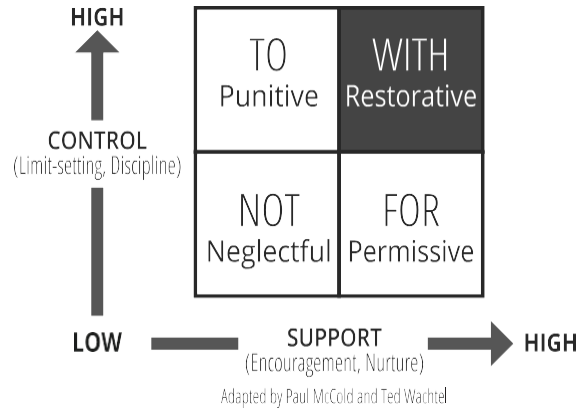 HIGH
TO
Punitive
WITH
Restorative
CONTROL
(Limit-setting, Discipline)
NOT
Neglectful
FOR
Permissive
LOW
SUPPORT
(Encouragement, Nurture)
HIGH
Adapted by Paul McCold and Ted Wachtel